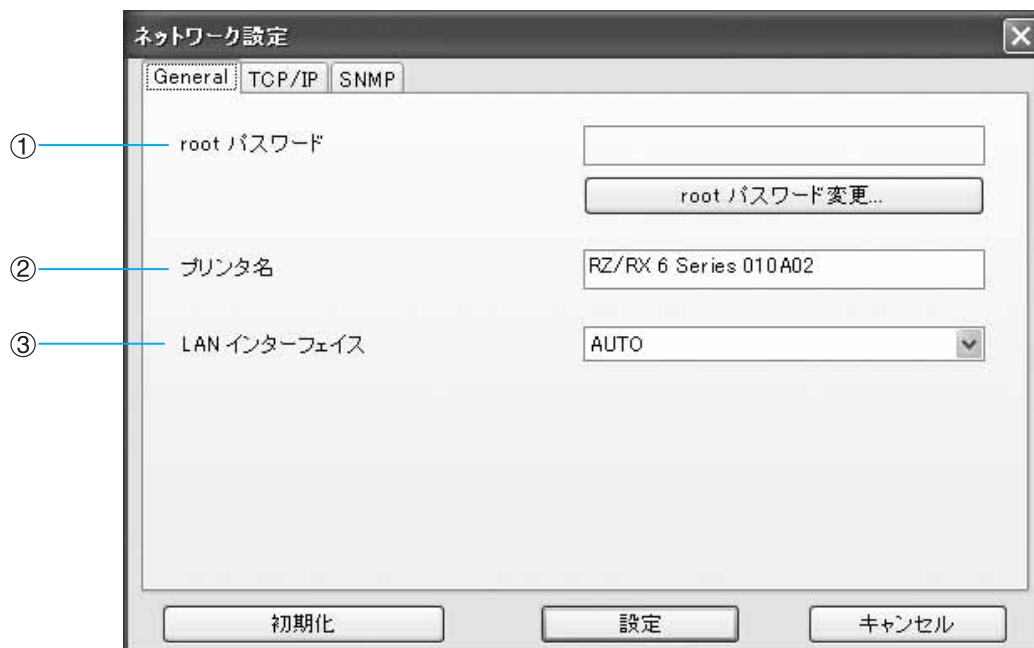 ネットワーク設定
General TCP/IP SNMP
① root パスワード
root パスワード変更...
② プリンタ名 RZ/RX 6 Series 010A02
③ LAN インターフェイス AUTO
初期化 設定 キャンセル